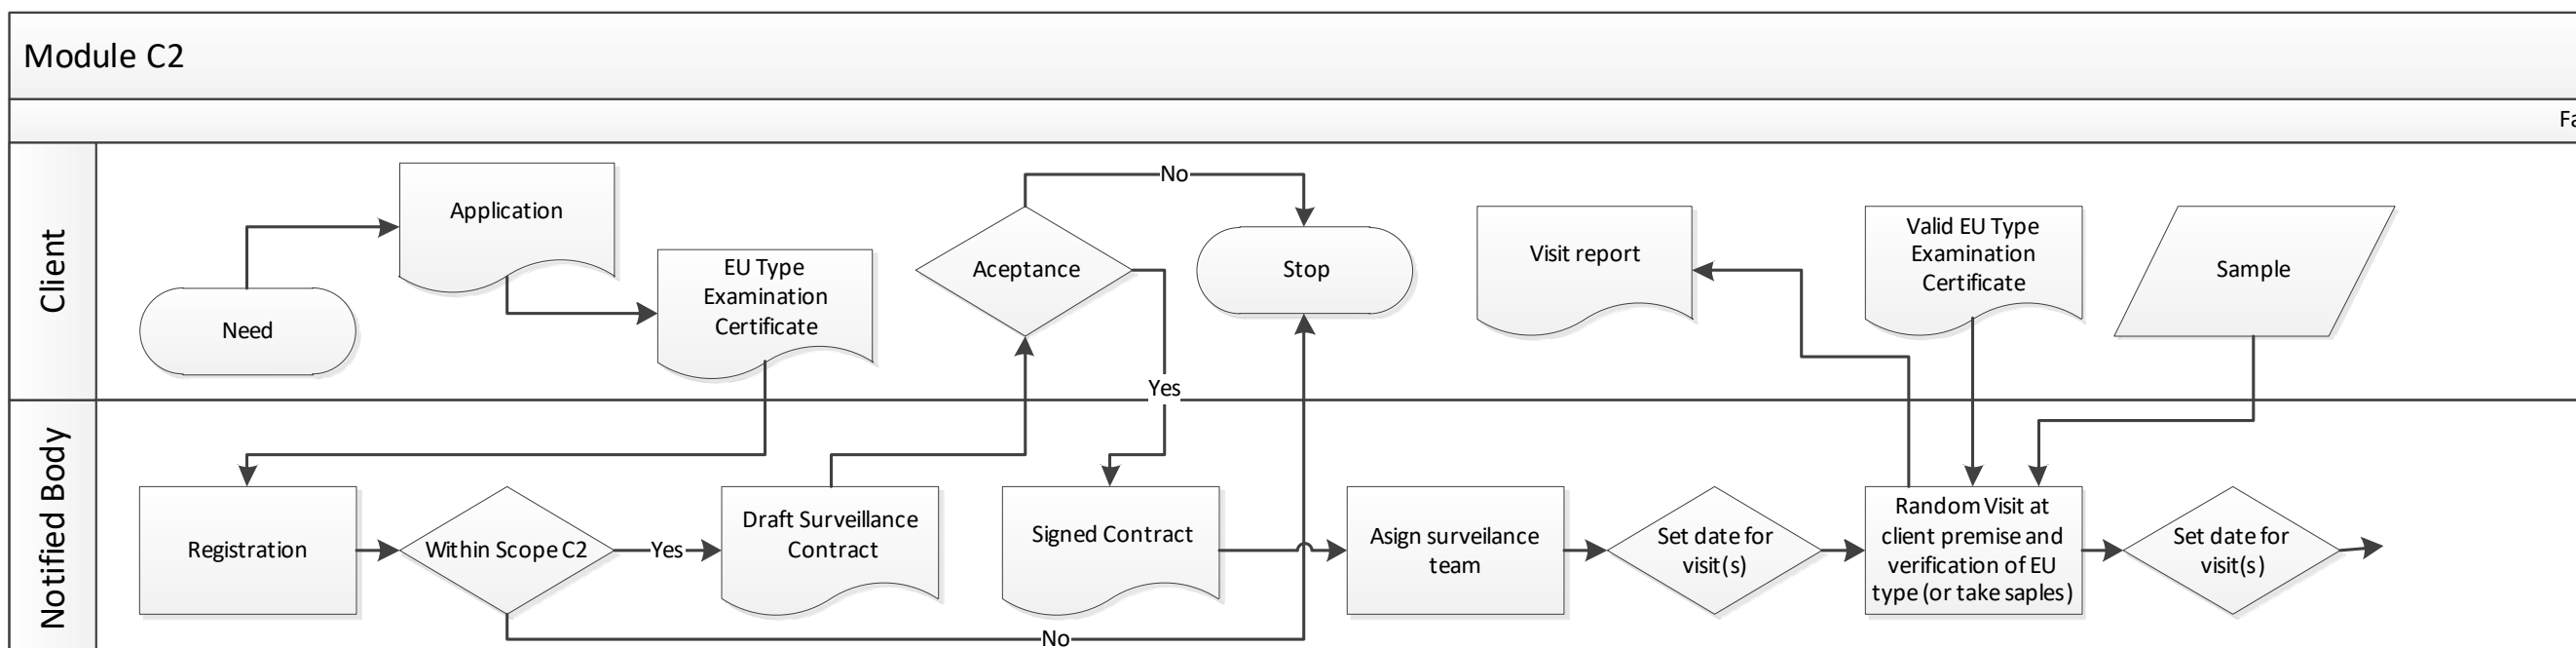 Module C2
Fa
Client
Need
Application
EU Type
Examination
Certificate
Aceptance
No
Yes
Stop
Visit report
Valid EU Type
Examination
Certificate
Sample
Notified Body
Registration
Within Scope C2
Yes
No
Draft Surveillance
Contract
Signed Contract
Asign surveilance
team
Set date for
visit(s)
Random Visit at
client premise and
verification of EU
type (or take saples)
Set date for
visit(s)